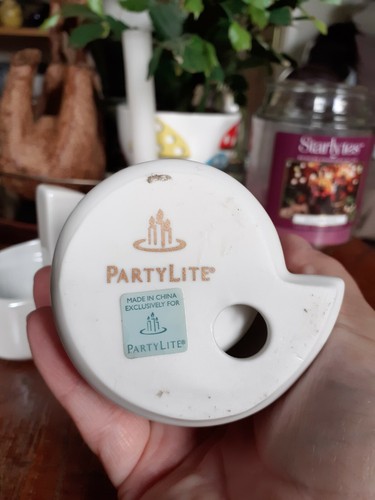 Starlytes
PARTYLITE®
MADE IN CHINA
EXCLUSIVELY FOR
PARTYLITE®